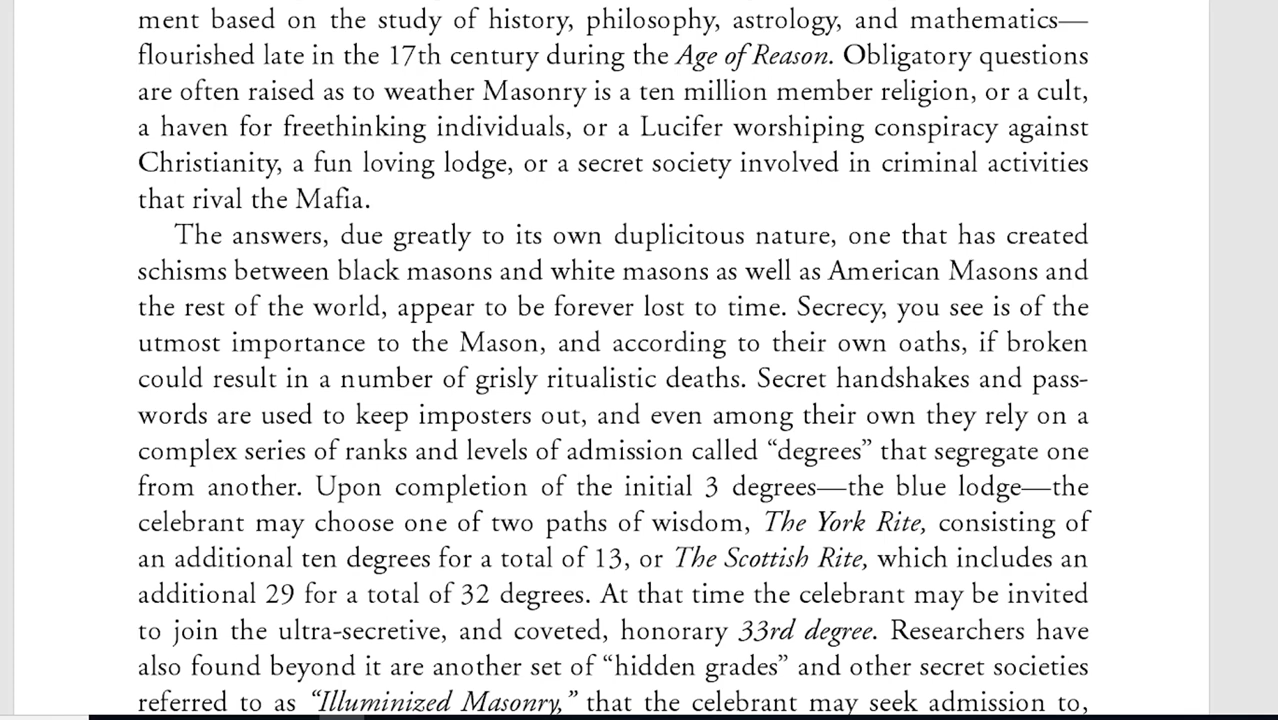 ment based on the study of history, philosophy, astrology, and mathematics—
flourished late in the 17th century during the Age of Reason. Obligatory questions
are often raised as to weather Masonry is a ten million member religion, or a cult,
a haven for freethinking individuals, or a Lucifer worshiping conspiracy against
Christianity, a fun loving lodge, or a secret society involved in criminal activities
that rival the Mafia.
The answers, due greatly to its own duplicitous nature, one that has created
schisms between black masons and white masons as well as American Masons and
the rest of the world, appear to be forever lost to time. Secrecy, you see is of the
utmost importance to the Mason, and according to their own oaths, if broken
could result in a number of grisly ritualistic deaths. Secret handshakes and pass-
words are used to keep imposters out, and even among their own they rely on a
complex series of ranks and levels of admission called “degrees” that segregate one
from another. Upon completion of the initial 3 degrees—the blue lodge—the
celebrant may choose one of two paths of wisdom, The York Rite, consisting of
an additional ten degrees for a total of 13, or The Scottish Rite, which includes an
additional 29 for a total of 32 degrees. At that time the celebrant may be invited
to join the ultra-secretive, and coveted, honorary 33rd degree. Researchers have
also found beyond it are another set of “hidden grades” and other secret societies
referred to as “Illuminized Masonry,” that the celebrant may seek admission to,